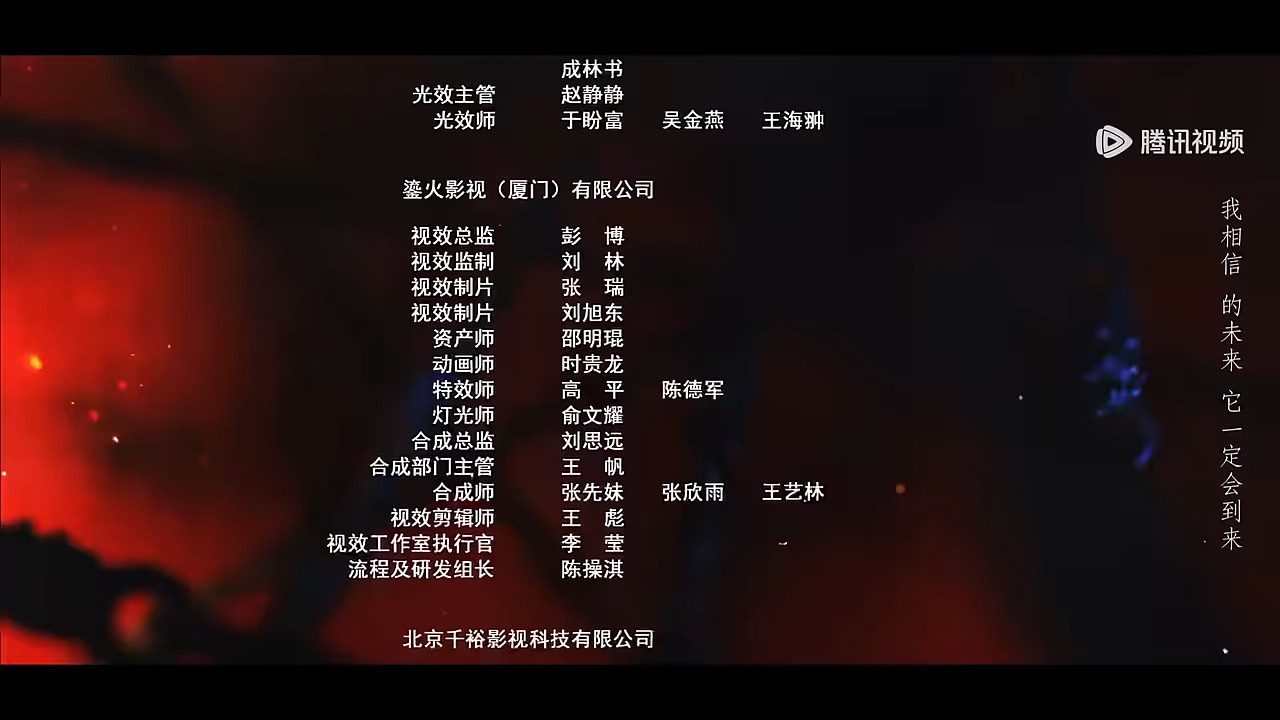 成林书
光效主管 赵静静
光效师 于盼富 吴金燕 王海翀
鎏火影视（厦门）有限公司
视效总监 彭 博
视效监制 刘 林
视效制片 张 瑞
视效制片 刘旭东
资产师 邵明琨
动画师 时贵龙
特效师 高 平 陈德军
灯光师 俞文耀
合成总监 刘思远
合成部门主管 王 帆
合成师 张先妹 张欣雨 王艺林
视效剪辑师 王 彪
视效工作室执行官 李 莹
流程及研发组长 陈操淇
北京千裕影视科技有限公司
腾讯视频
我相信 的未来 它一定会到来